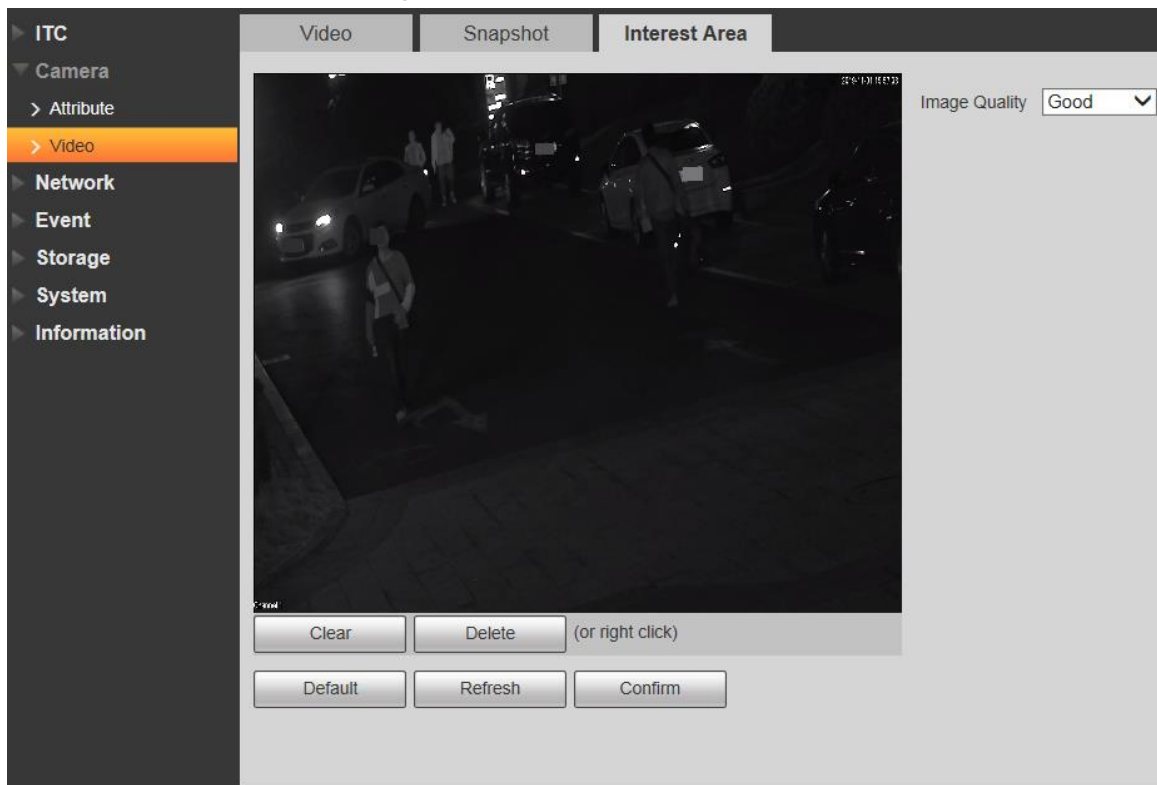 ITC
Camera
Attribute
Video
Network
Event
Storage
System
Information
Video
Snapshot
Interest Area
Image Quality
Good
Clear
Delete
(or right click)
Default
Refresh
Confirm